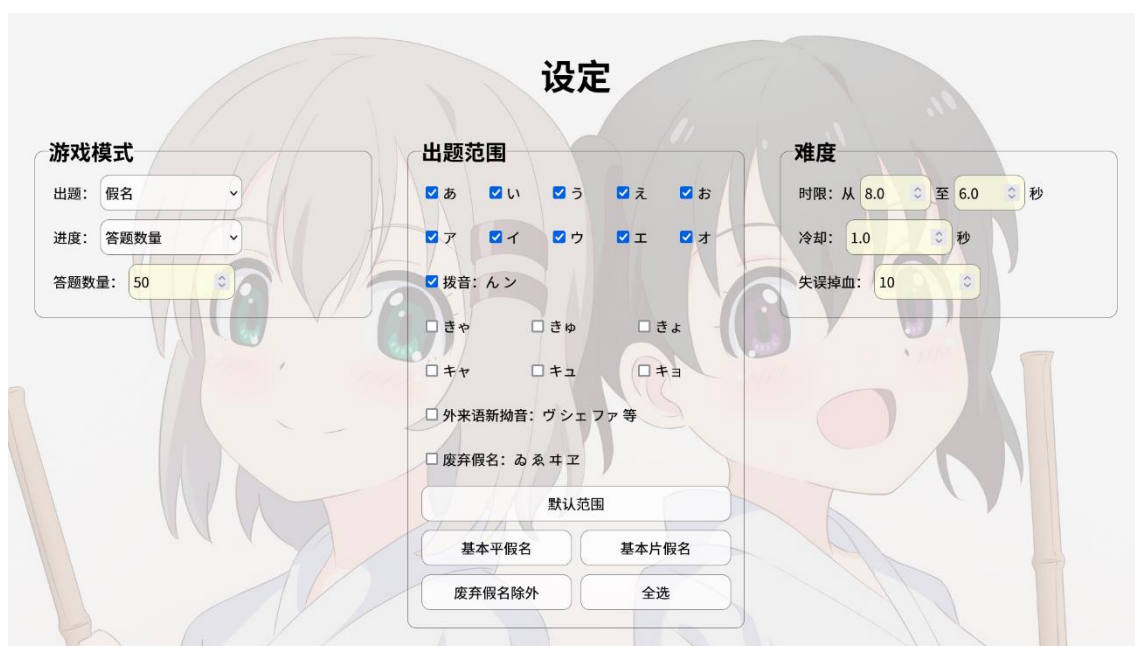 设定
游戏模式
出题： 假名
进度： 答题数量
答题数量： 50
出题范围
あ い う え お
ア イ ウ エ オ
拨音：ん ン
きゃ きゅ きょ
キャ キュ キョ
外来语新拗音：ヴ シェ ファ 等
废弃假名：ゐ ゑ ヰ ヱ
默认范围
基本平假名 基本片假名
废弃假名除外 全选
难度
时限：从 8.0 至 6.0 秒
冷却： 1.0 秒
失误掉血： 10